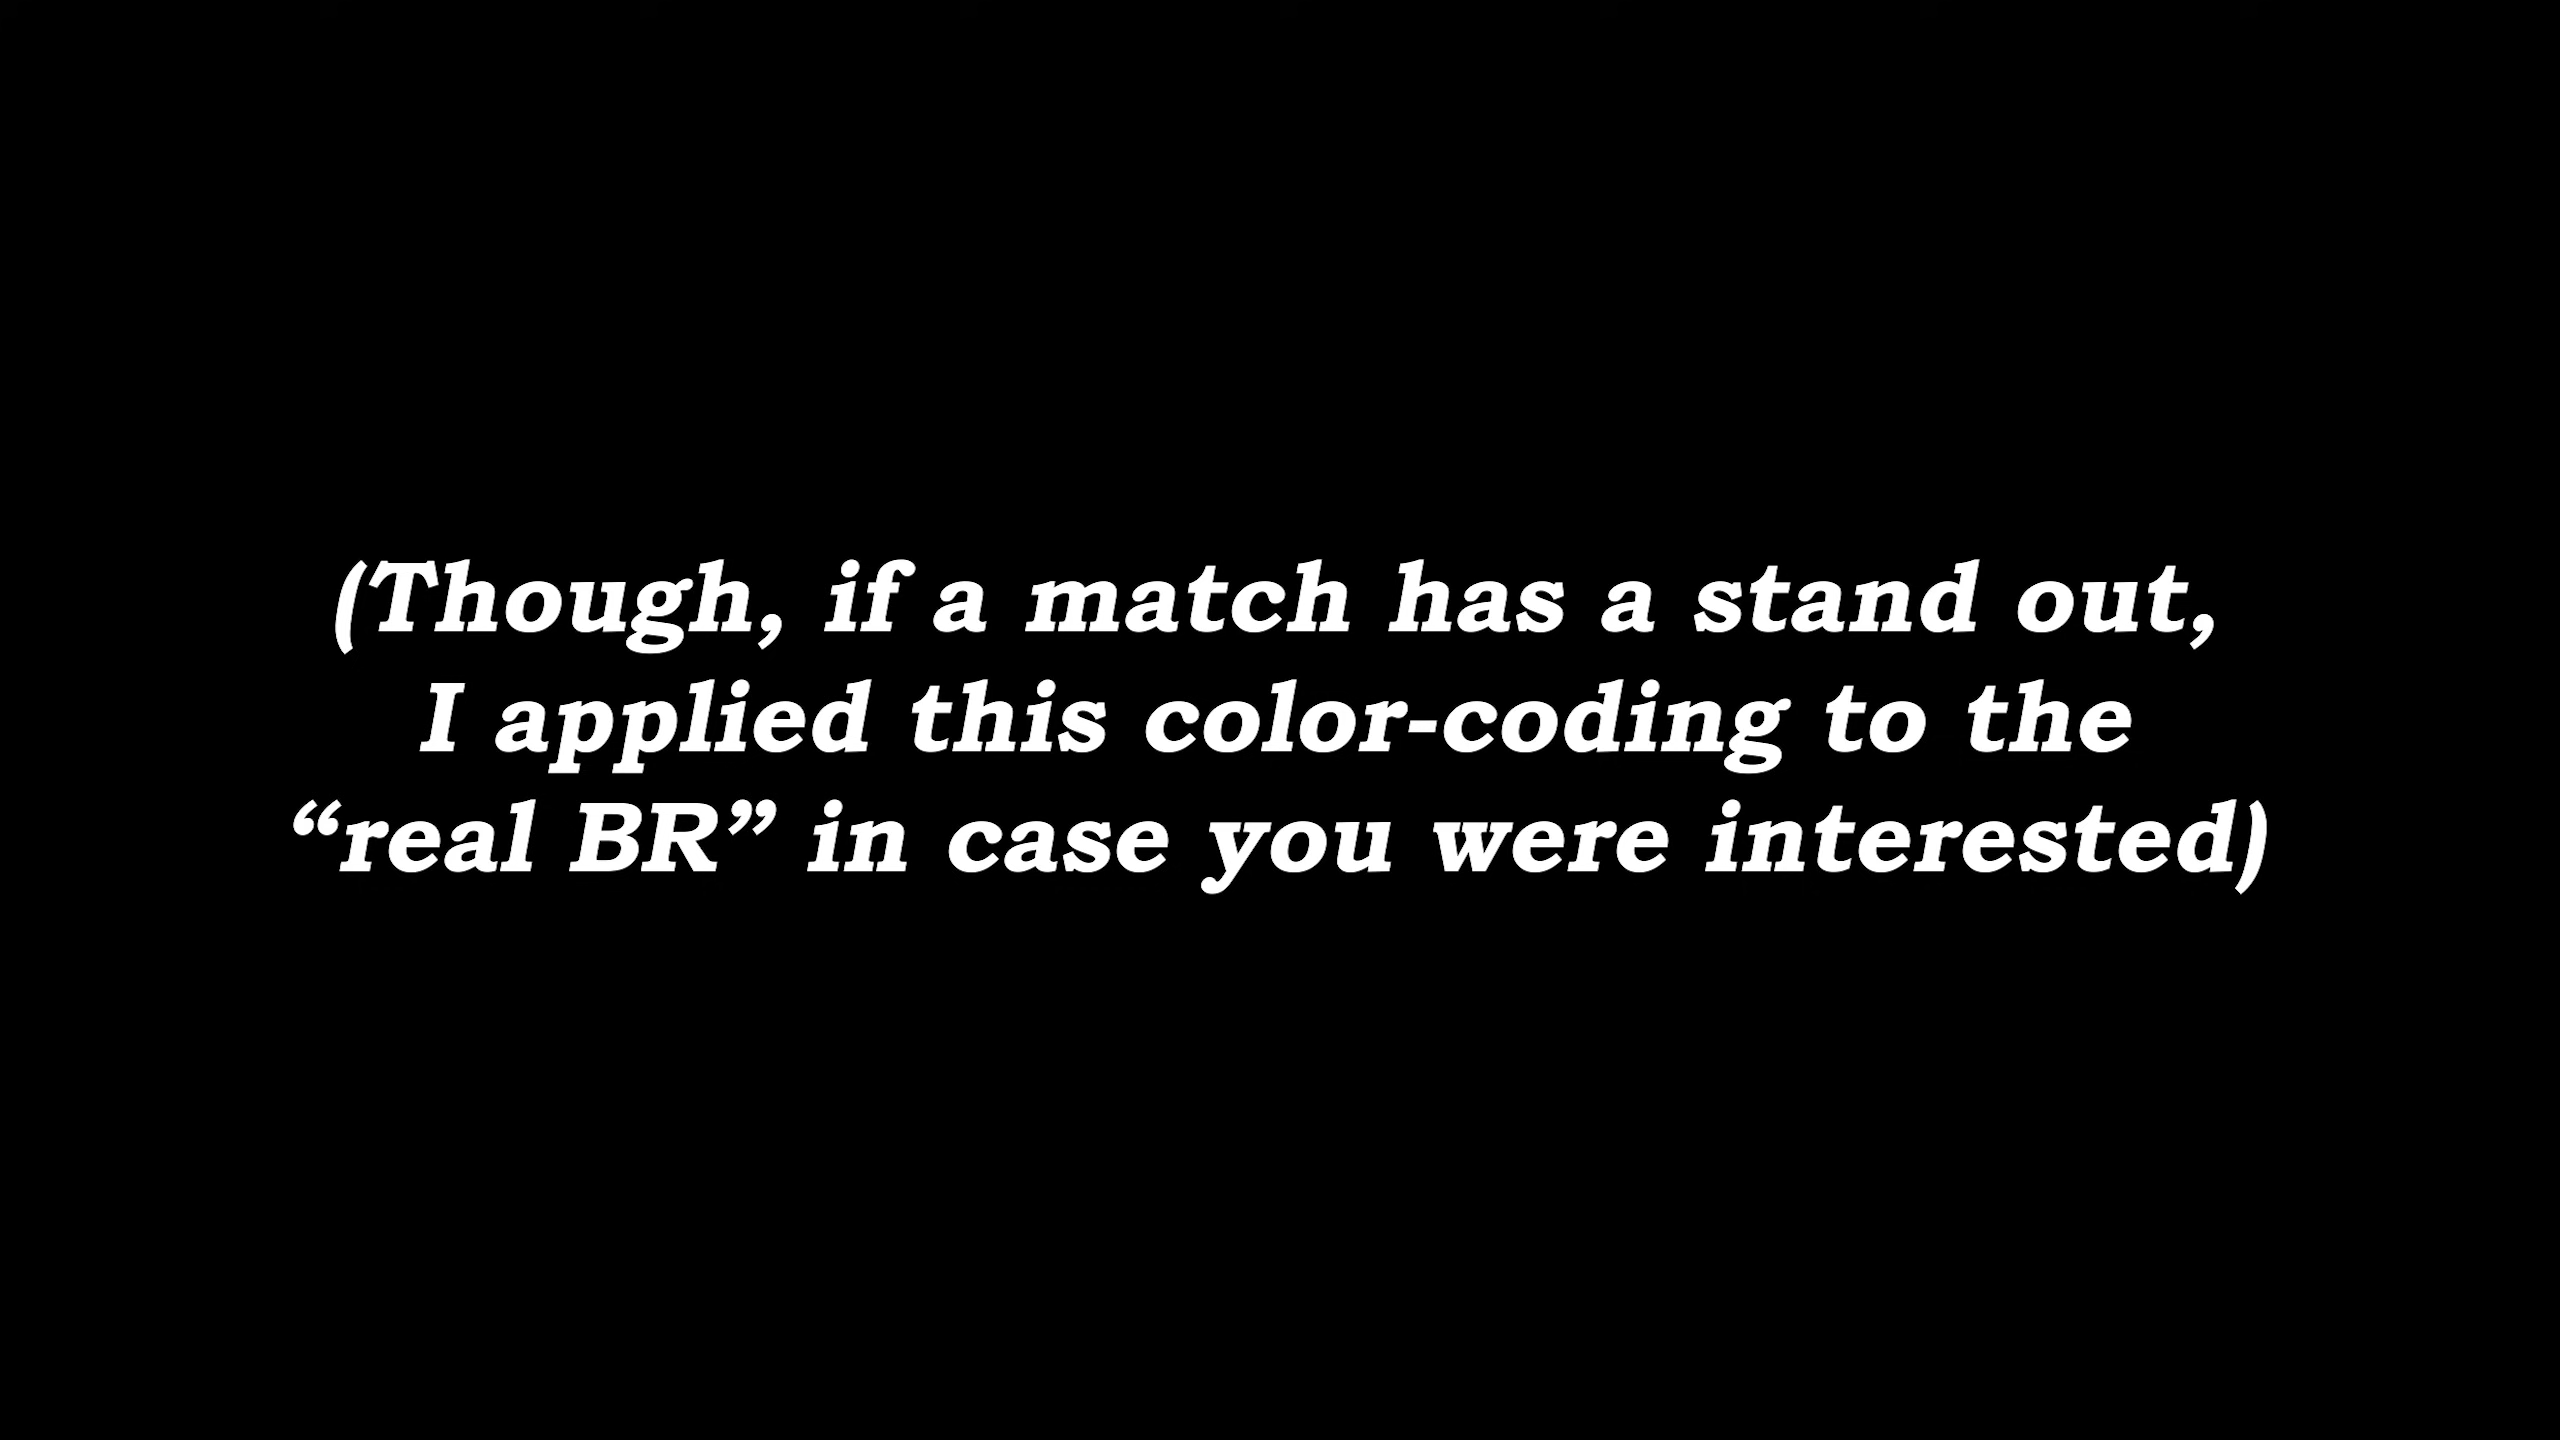 (Though, if a match has a stand out,
I applied this color-coding to the
“real BR” in case you were interested)